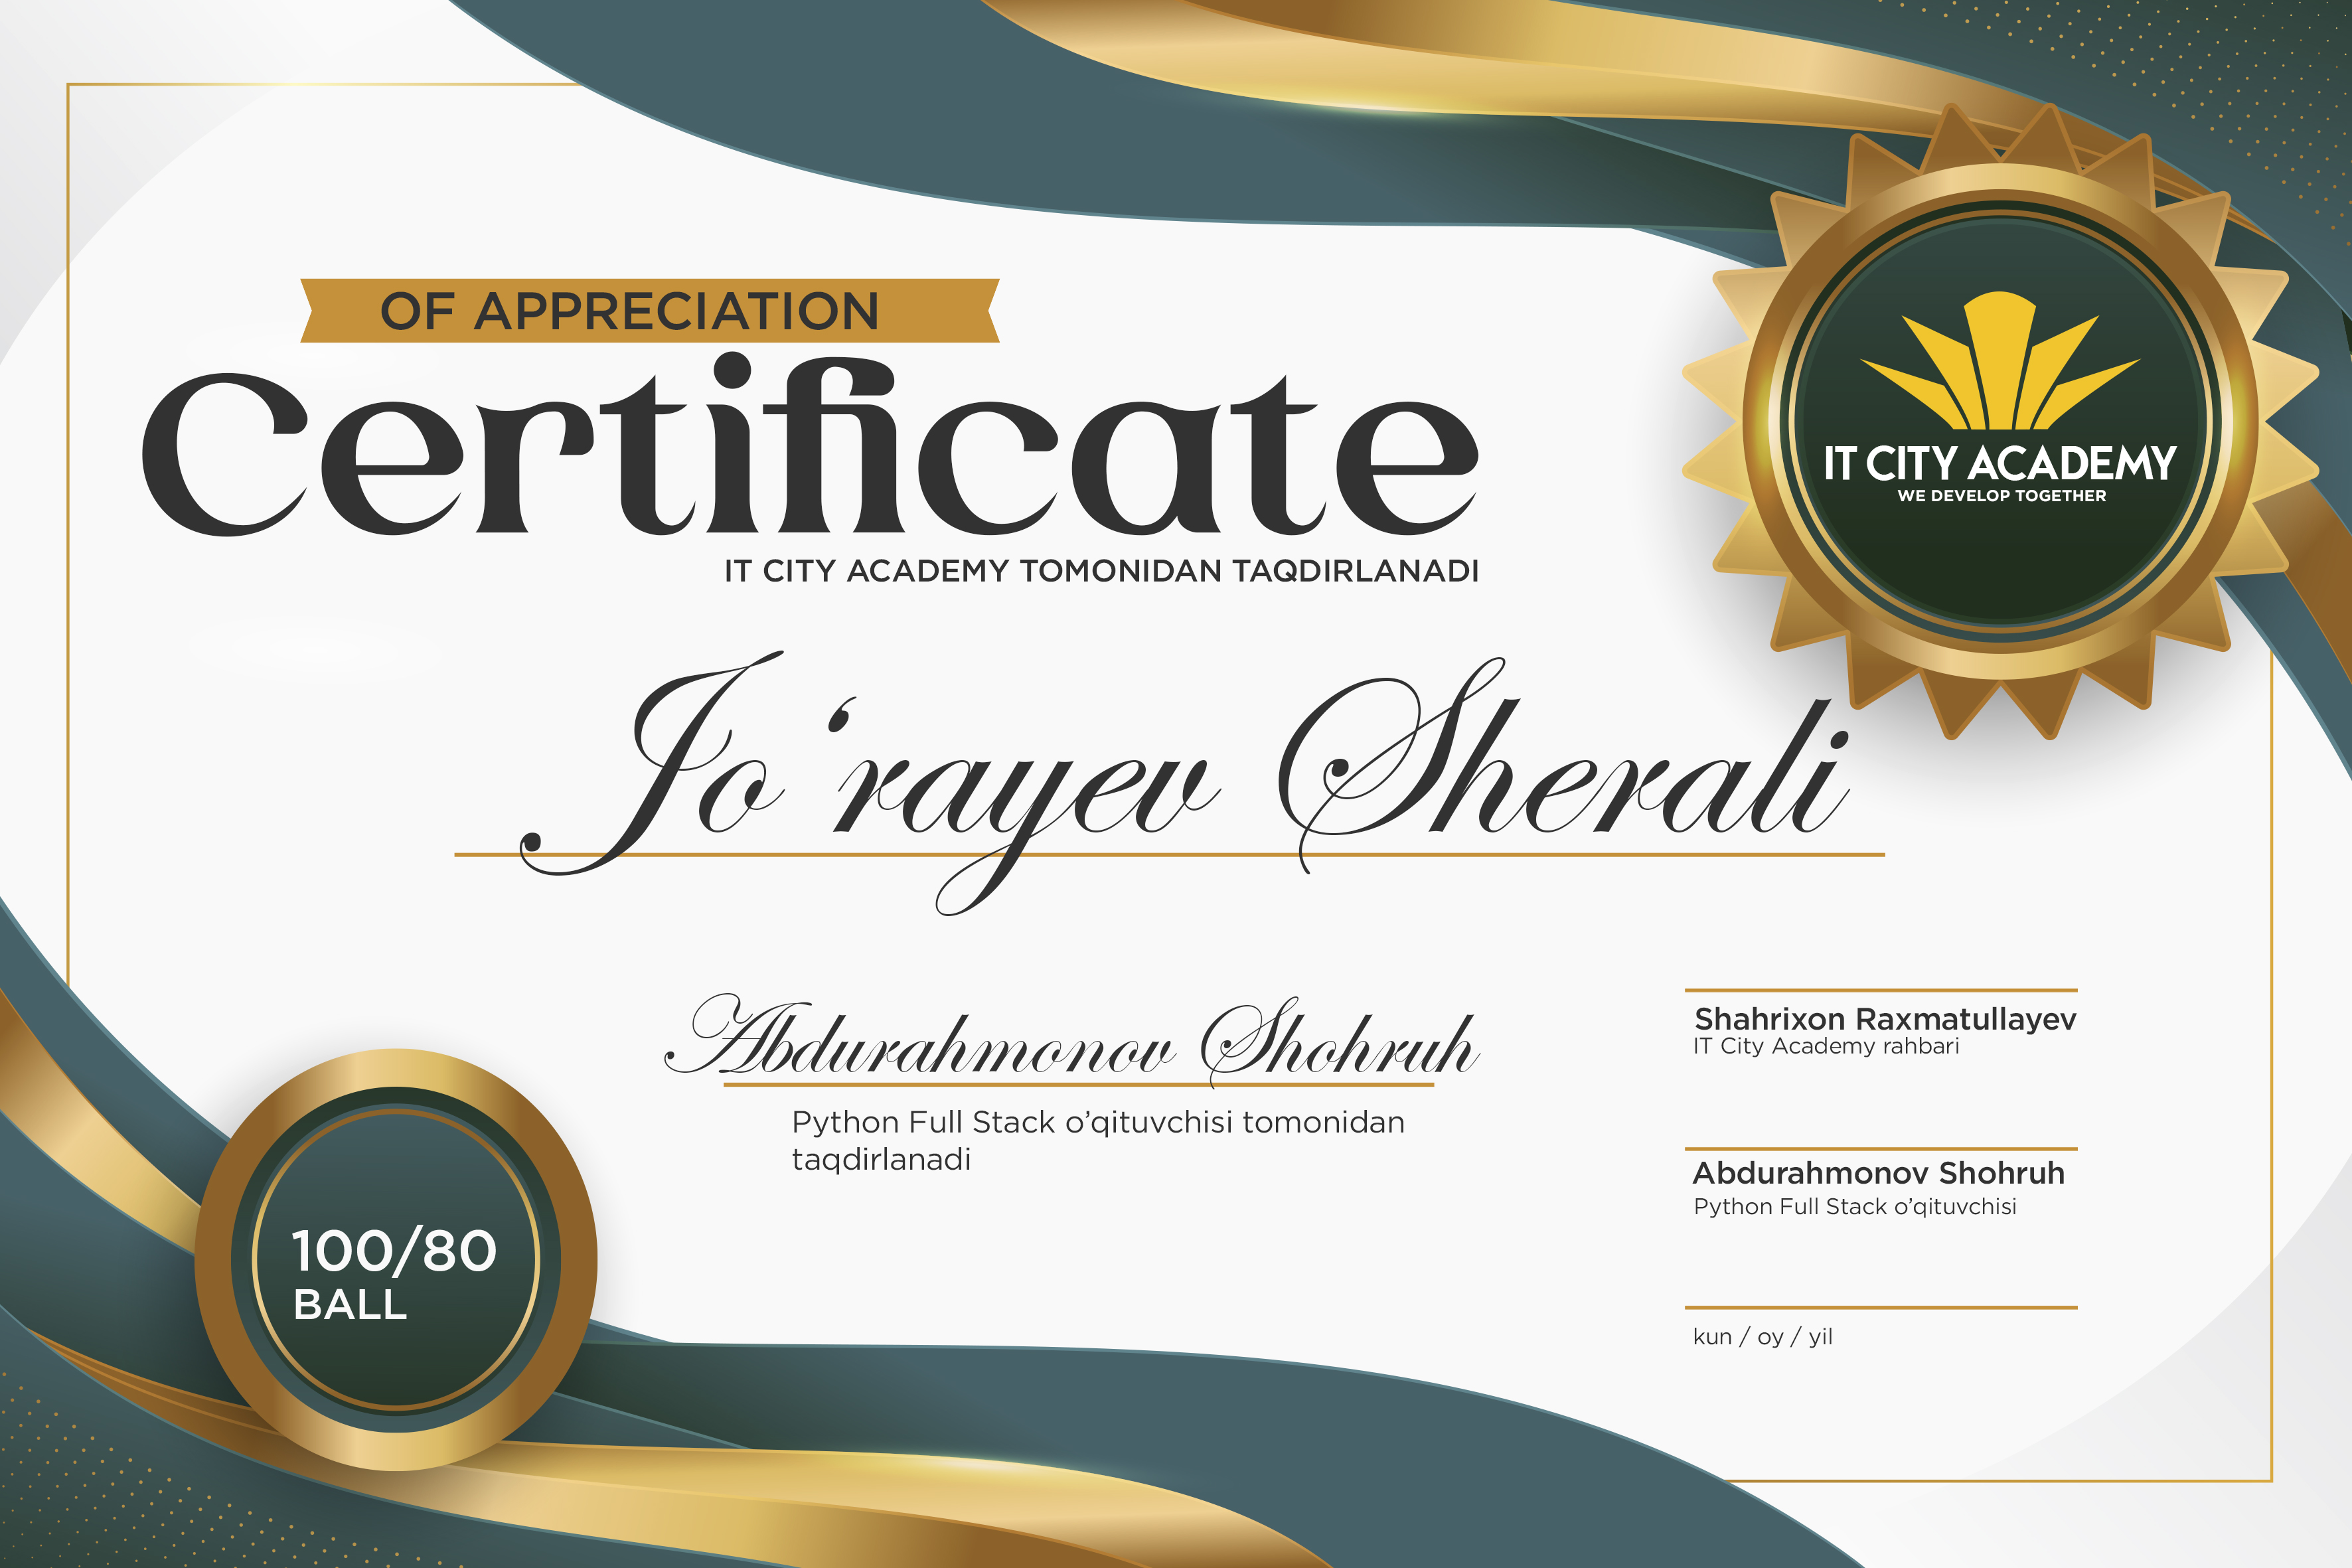 OF APPRECIATION
Certificate
IT CITY ACADEMY TOMONIDAN TAQDIRLANADI
IT CITY ACADEMY
WE DEVELOP TOGETHER
Jo‘rayev Sherali
Abdurahmonov Shohruh
Python Full Stack o’qituvchisi tomonidan
taqdirlanadi
Shahrixon Raxmatullayev
IT City Academy rahbari
Abdurahmonov Shohruh
Python Full Stack o’qituvchisi
kun / oy / yil
100/80
BALL